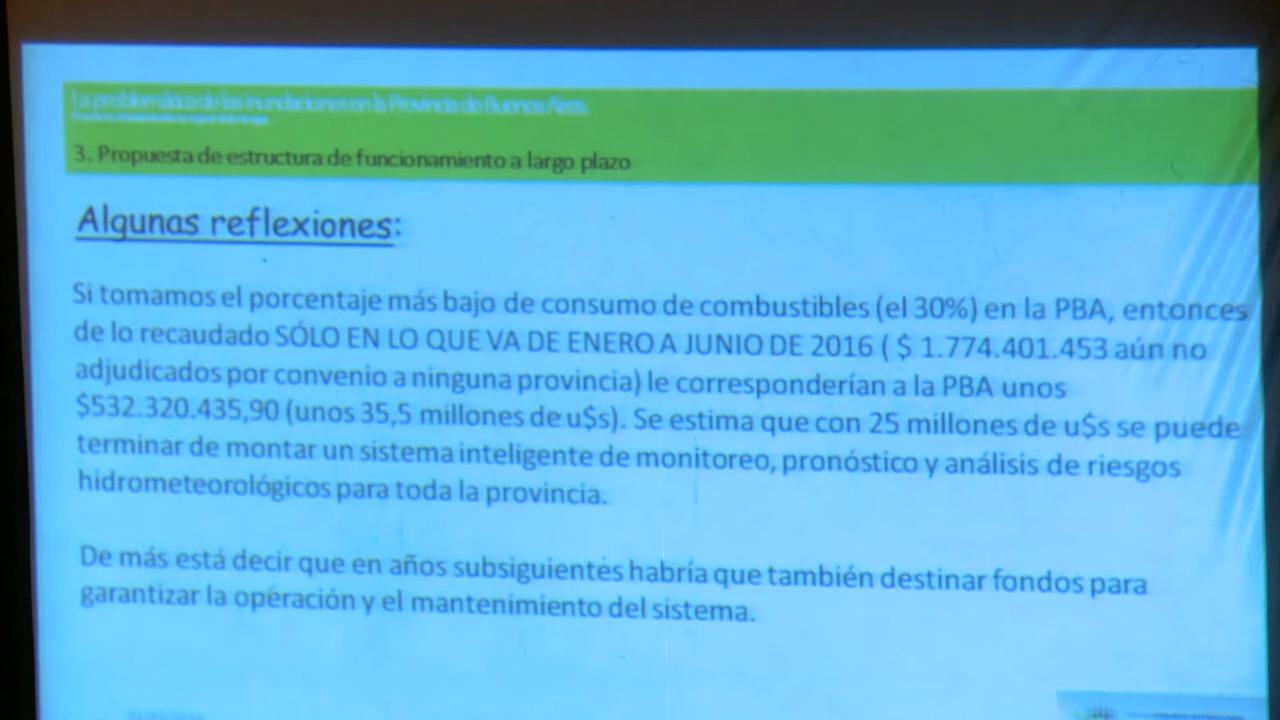 La problemática de las inundaciones en la Provincia de Buenos Aires.
3. Propuesta de estructura de funcionamiento a largo plazo
Algunas reflexiones:
Si tomamos el porcentaje más bajo de consumo de combustibles (el 30%) en la PBA, entonces
de lo recaudado SÓLO EN LO QUE VA DE ENERO A JUNIO DE 2016 ( $ 1.774.401.453 aún no
adjudicados por convenio a ninguna provincia) le corresponderían a la PBA unos
$532.320.435,90 (unos 35,5 millones de u$s). Se estima que con 25 millones de u$s se puede
terminar de montar un sistema inteligente de monitoreo, pronóstico y análisis de riesgos
hidrometeorológicos para toda la provincia.
De más está decir que en años subsiguientes habría que también destinar fondos para
garantizar la operación y el mantenimiento del sistema.